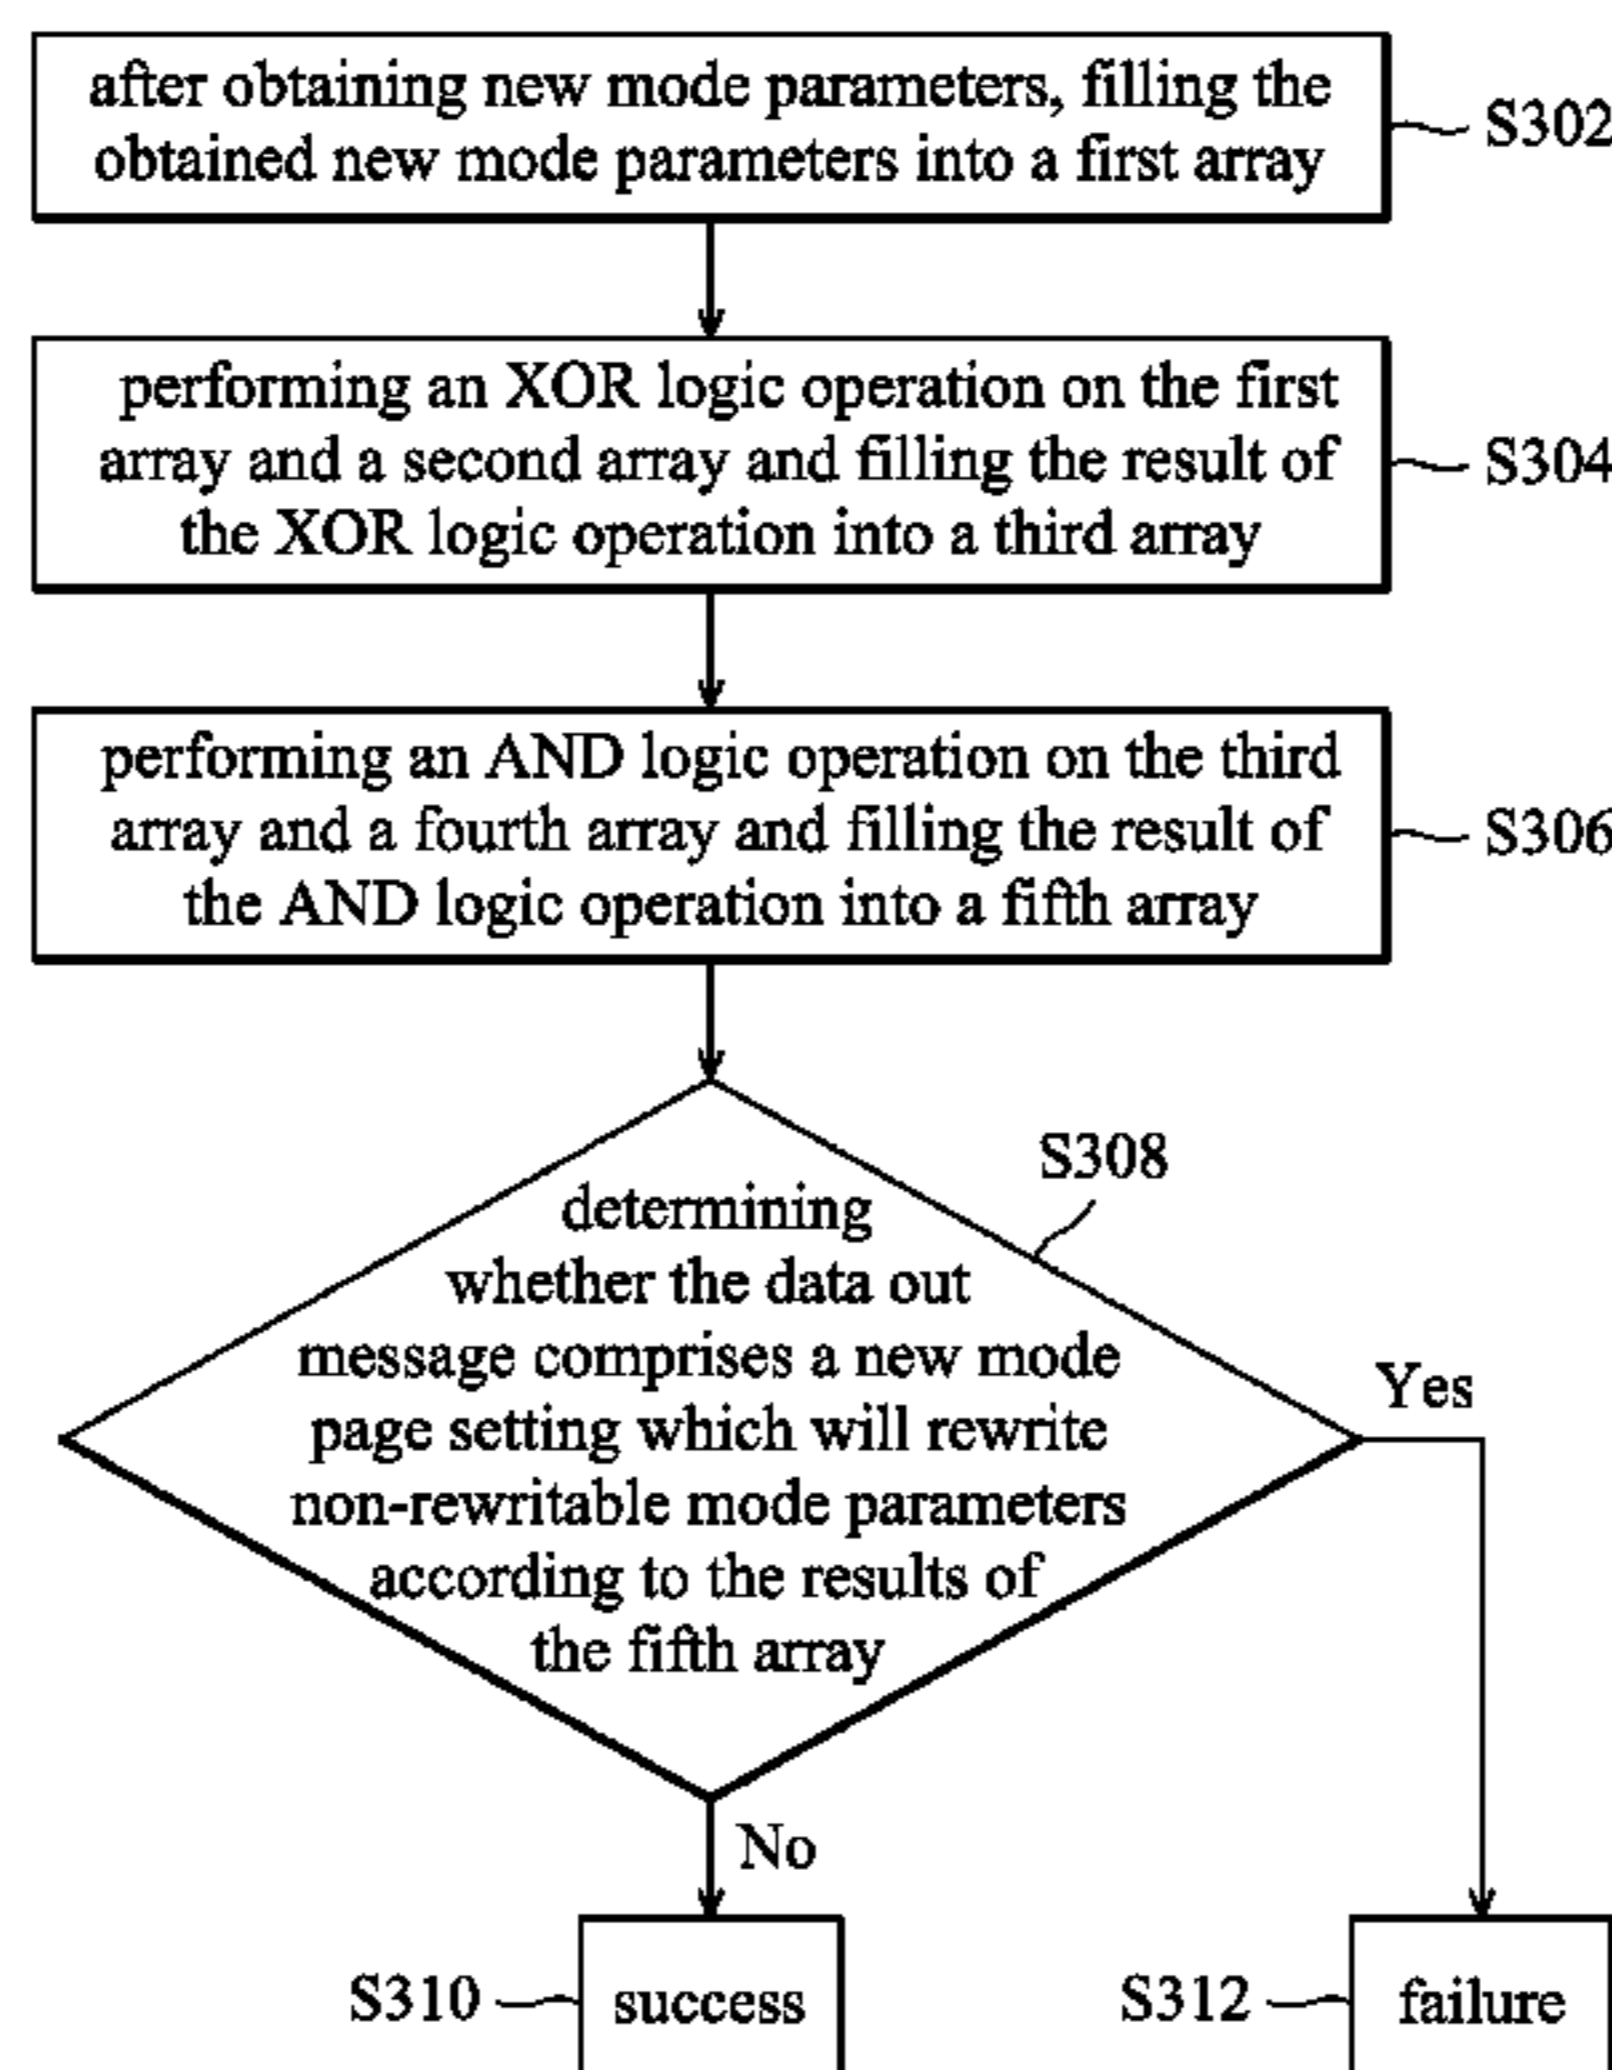 after obtaining new mode parameters, filling the
obtained new mode parameters into a first array
S302
performing an XOR logic operation on the first
array and a second array and filling the result of
the XOR logic operation into a third array
S304
performing an AND logic operation on the third
array and a fourth array and filling the result of
the AND logic operation into a fifth array
S306
S308
determining
whether the data out
message comprises a new mode
page setting which will rewrite
non-rewritable mode parameters
according to the results of
the fifth array
Yes
No
S310
success
S312
failure